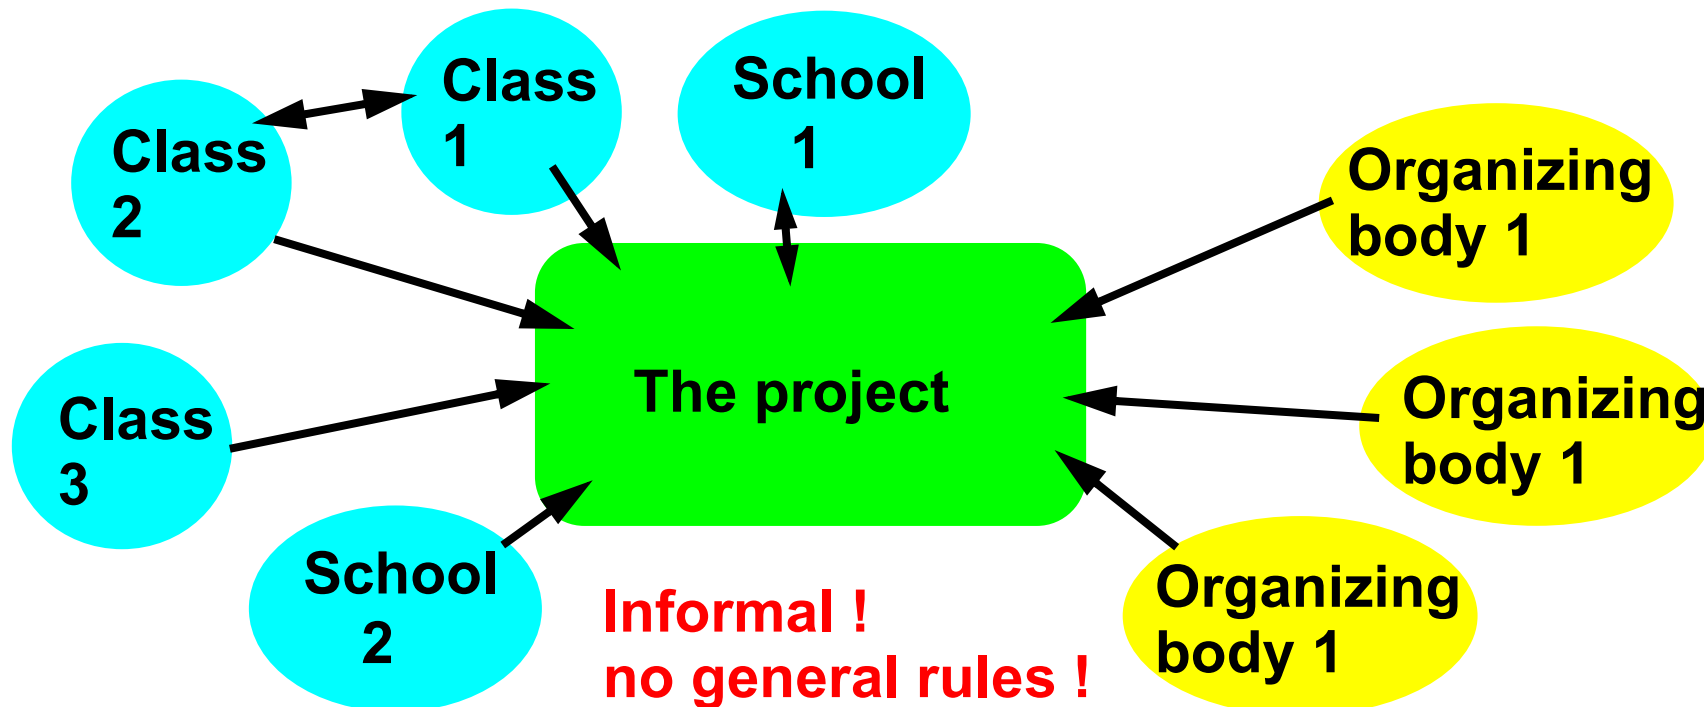 Class
1
School
1
Class
2
Organizing
body 1
The project
Organizing
body 1
Class
3
School
2
Organizing
body 1
Informal !
no general rules !